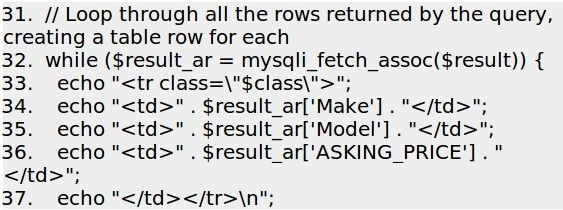 31.  // Loop through all the rows returned by the query,
creating a table row for each
32.  while ($result_ar = mysqli_fetch_assoc($result)) {
33.    echo "<tr class=\"$class\">";
34.    echo "<td>" . $result_ar['Make'] . "</td>";
35.    echo "<td>" . $result_ar['Model'] . "</td>";
36.    echo "<td>" . $result_ar['ASKING_PRICE'] . "
</td>";
37.    echo "</td></tr>\n";